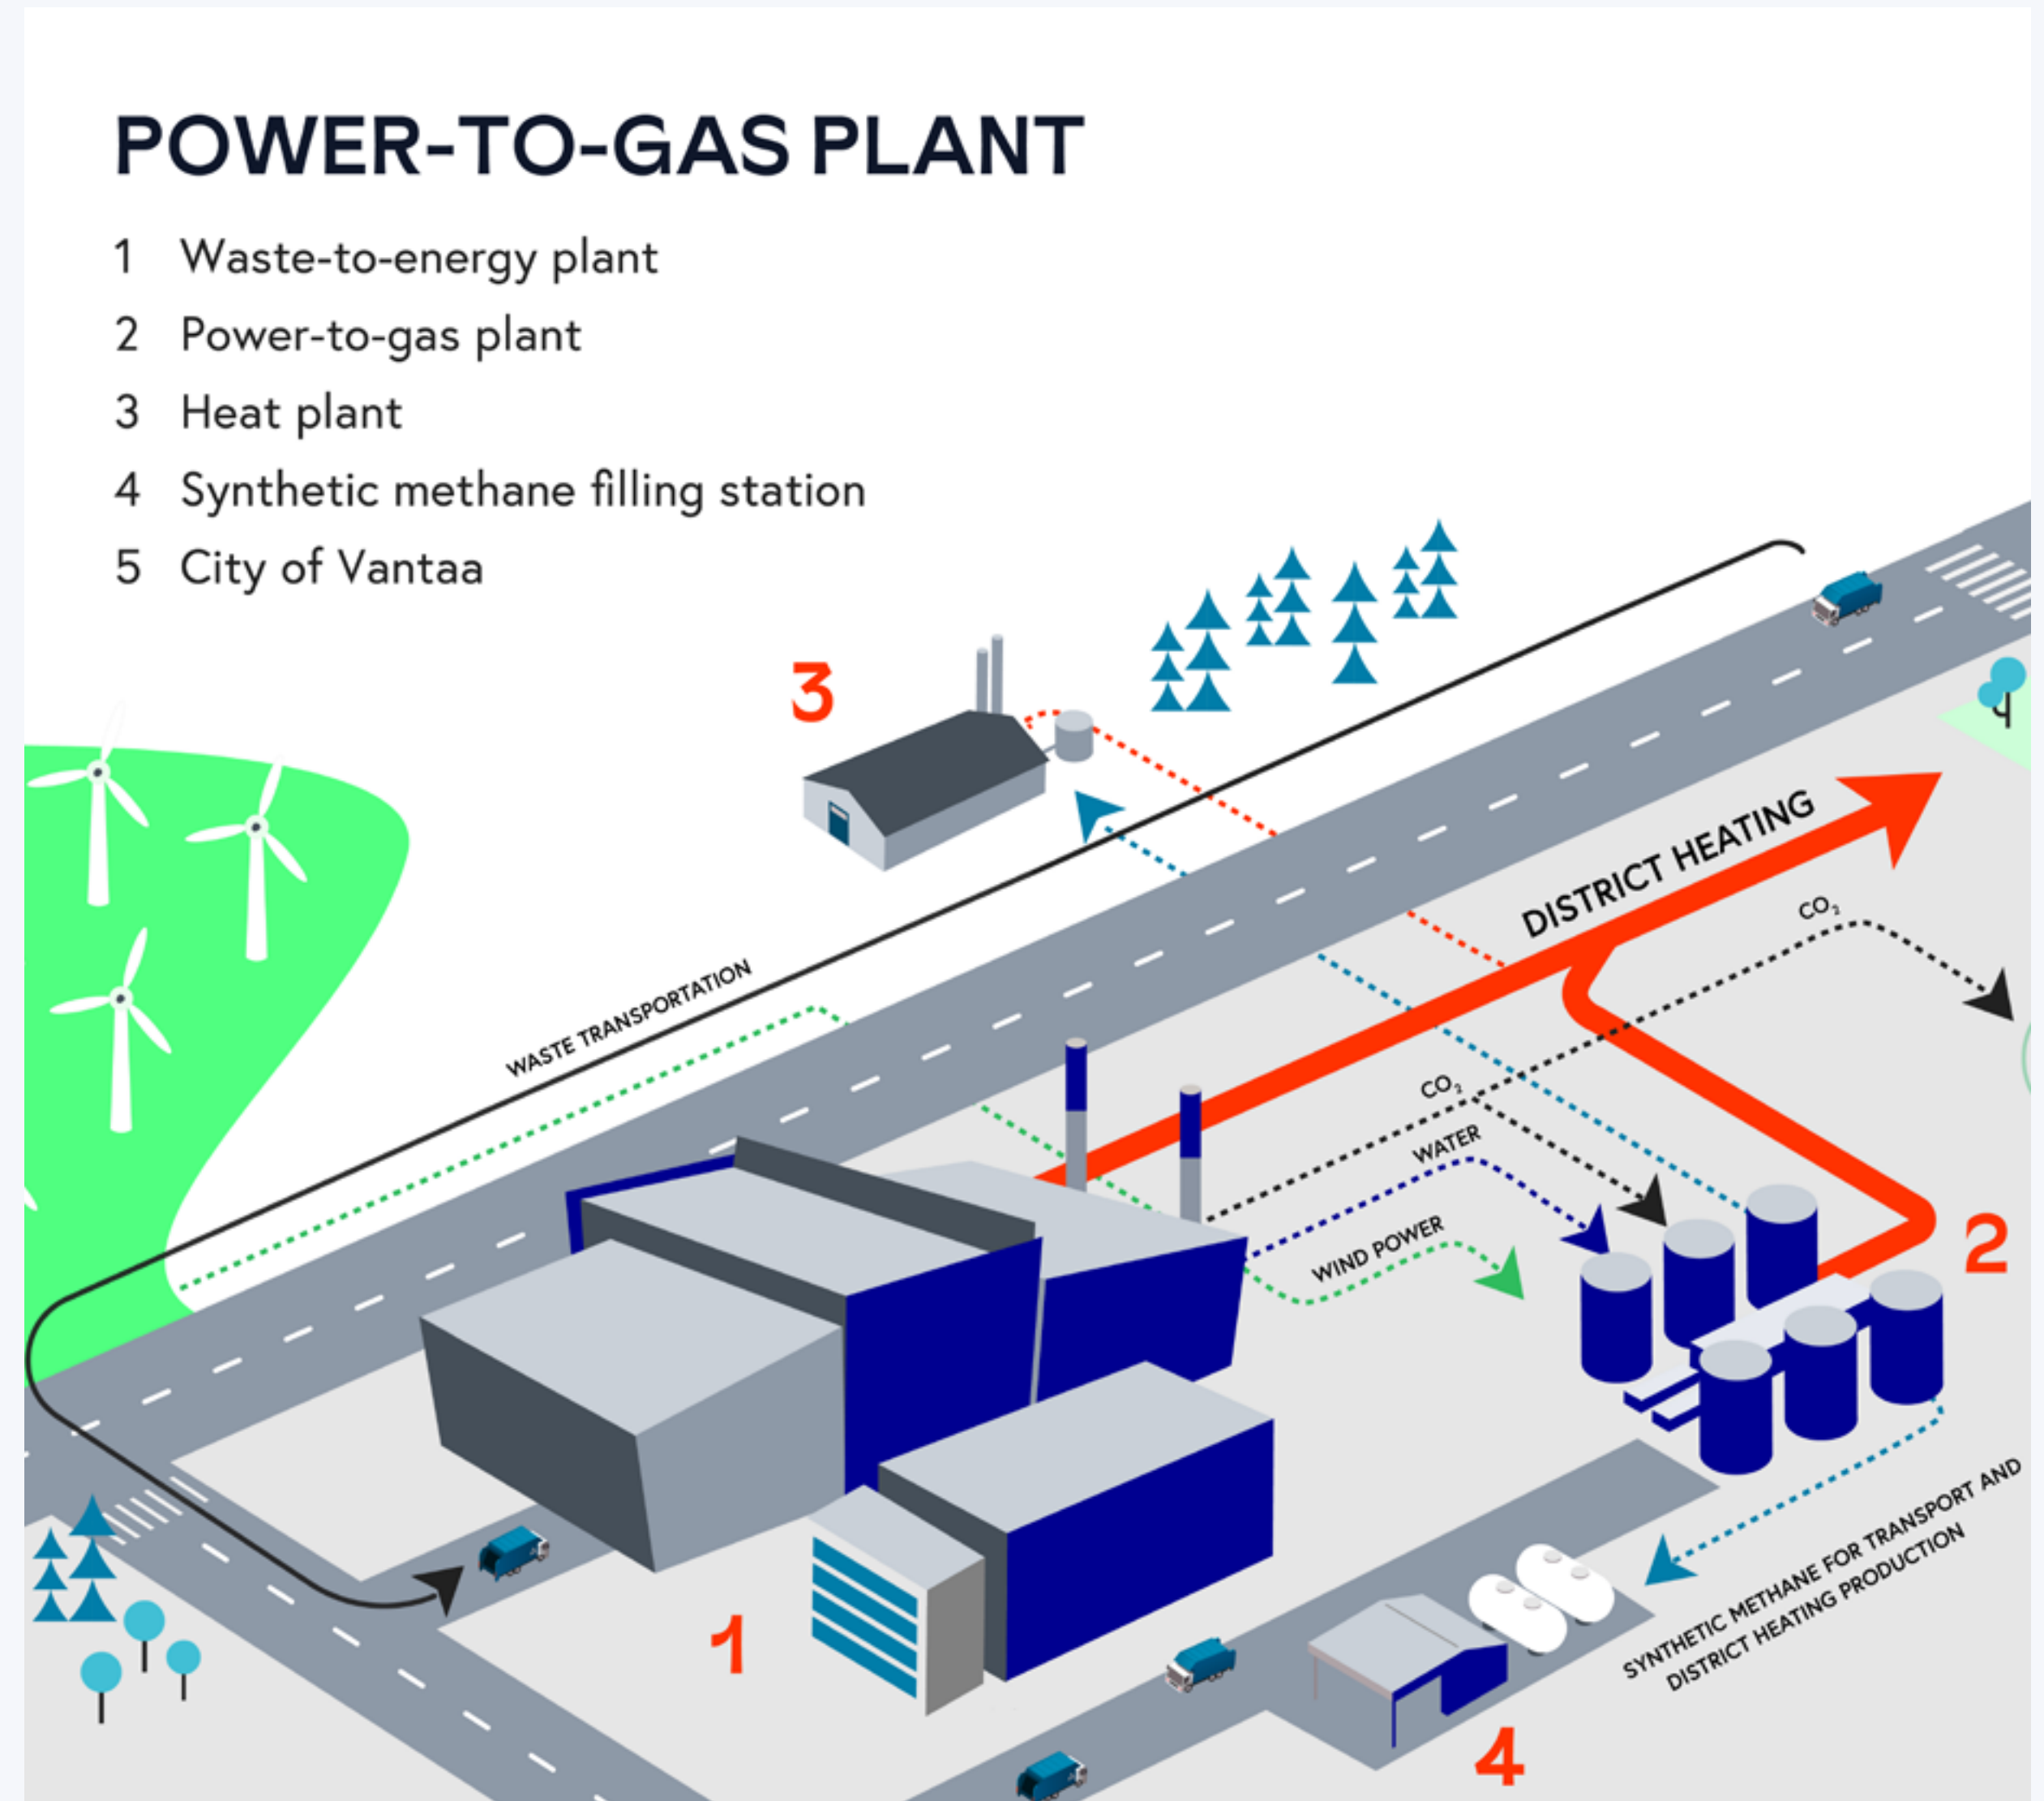 POWER-TO-GAS PLANT
1 Waste-to-energy plant
2 Power-to-gas plant
3 Heat plant
4 Synthetic methane filling station
5 City of Vantaa
3
DISTRICT HEATING
CO₂
WASTE TRANSPORTATION
CO₂
WATER
WIND POWER
2
1
SYNTHETIC METHANE FOR TRANSPORT AND
DISTRICT HEATING PRODUCTION
4